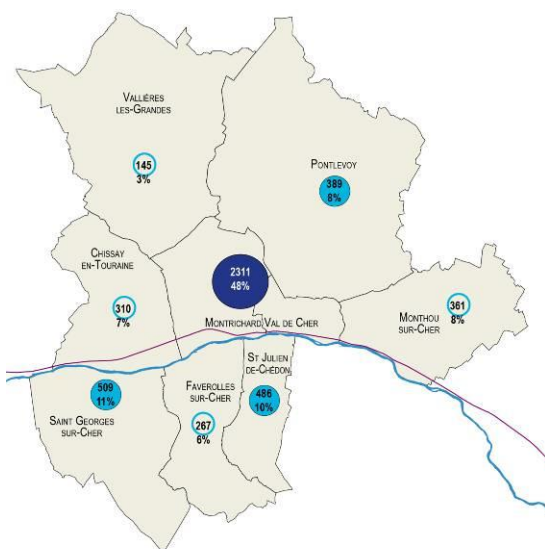 VALLIÈRES
LES-GRANDES
145
3%
PONTLEVOY
389
8%
CHISSAY
EN-TOURAINE
310
7%
2311
48%
MONTRICHARD VAL DE CHER
361
8%
MONTHOU
SUR-CHER
509
11%
SAINT GEORGES
SUR-CHER
FAVEROLLES
SUR-CHER
267
6%
ST JULIEN
DE-CHÉDON
486
10%